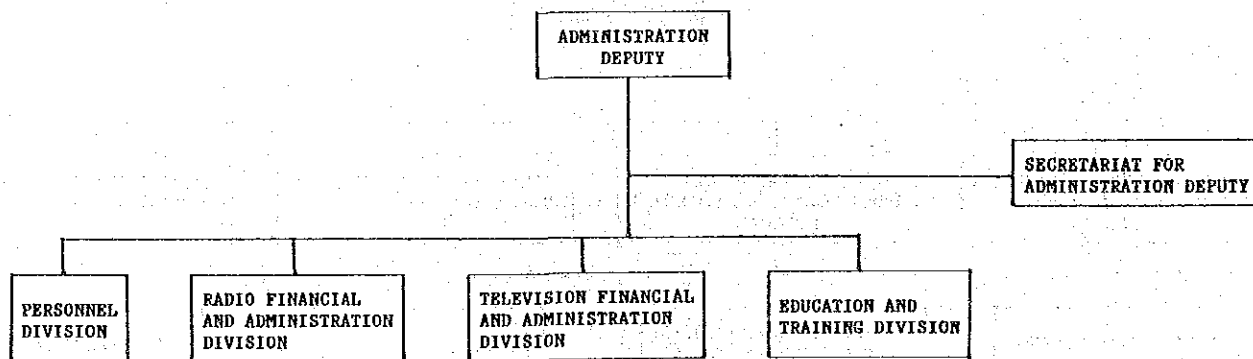 ADMINISTRATION
DEPUTY
SECRETARIAT FOR
ADMINISTRATION DEPUTY
PERSONNEL
DIVISION
RADIO FINANCIAL
AND ADMINISTRATION
DIVISION
TELEVISION FINANCIAL
AND ADMINISTRATION
DIVISION
EDUCATION AND
TRAINING DIVISION